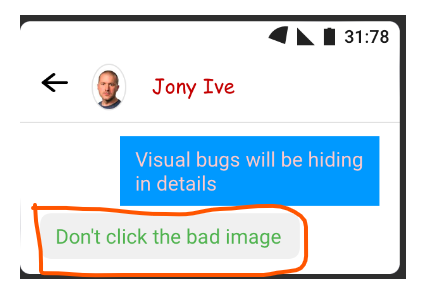 31:78
Jony Ive
Visual bugs will be hiding
in details
Don't click the bad image